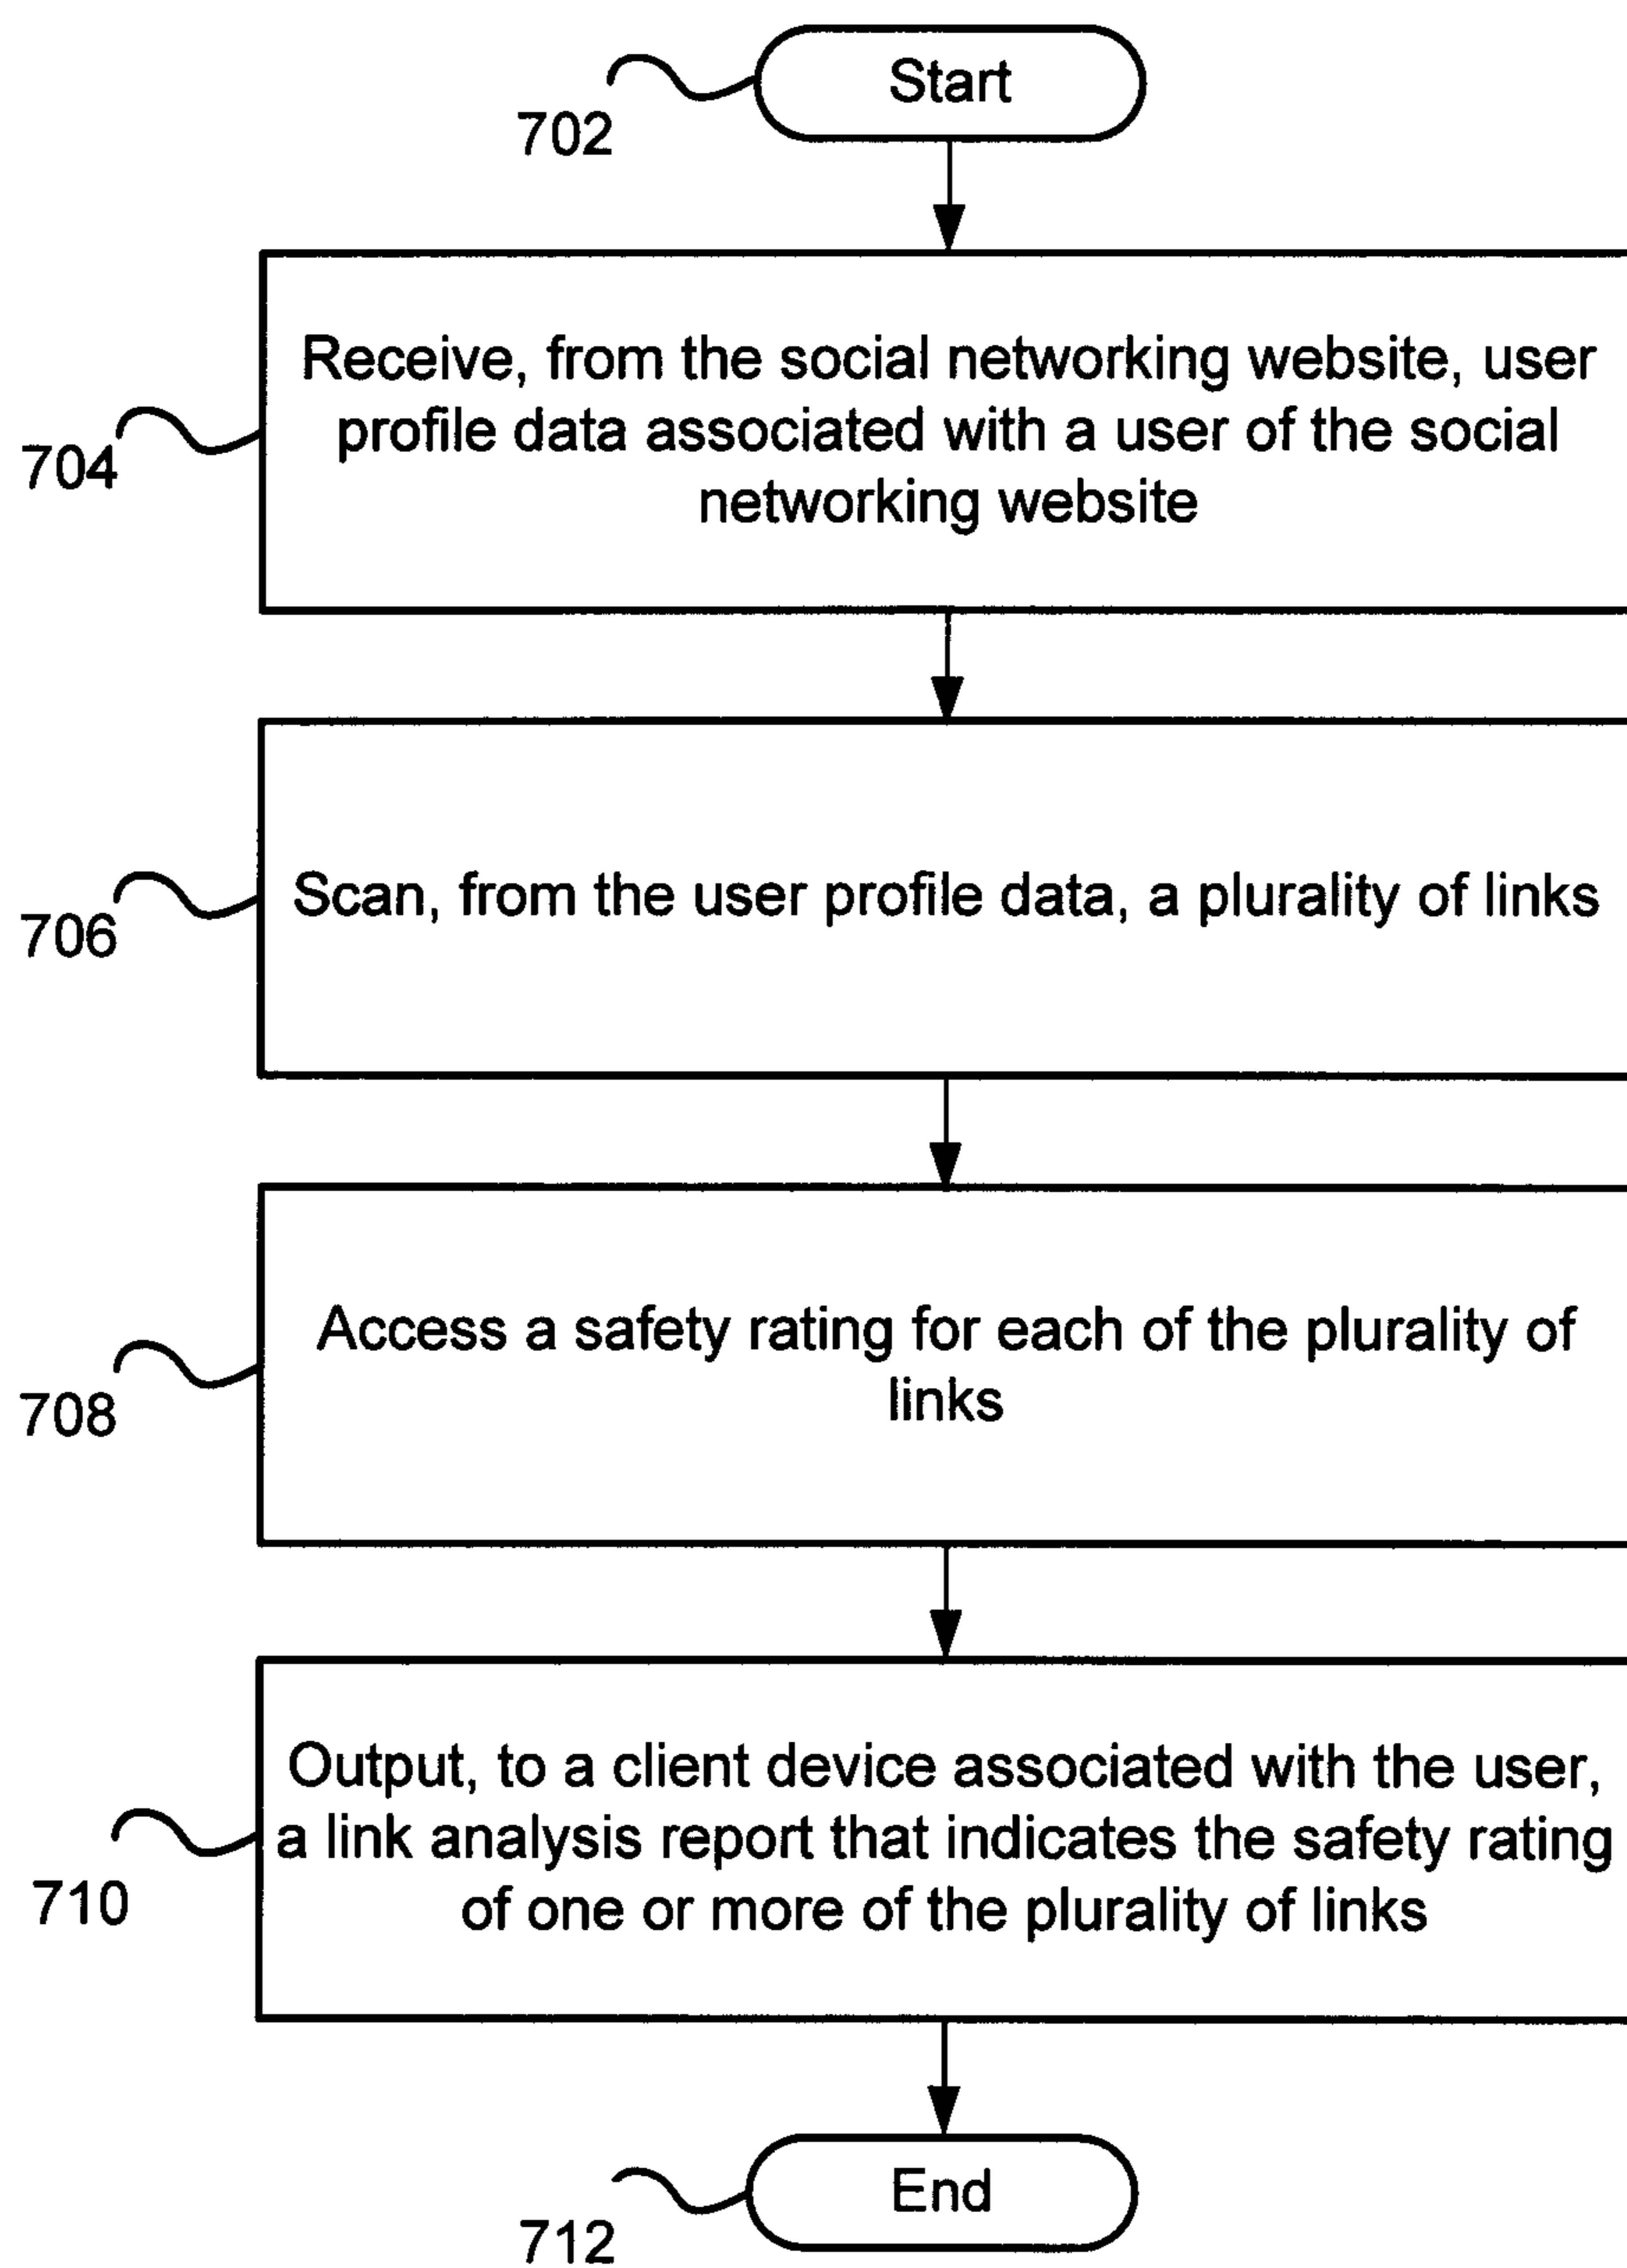 Start
702
Receive, from the social networking website, user
profile data associated with a user of the social
networking website
704
Scan, from the user profile data, a plurality of links
706
Access a safety rating for each of the plurality of
links
708
Output, to a client device associated with the user,
a link analysis report that indicates the safety rating
of one or more of the plurality of links
710
End
712